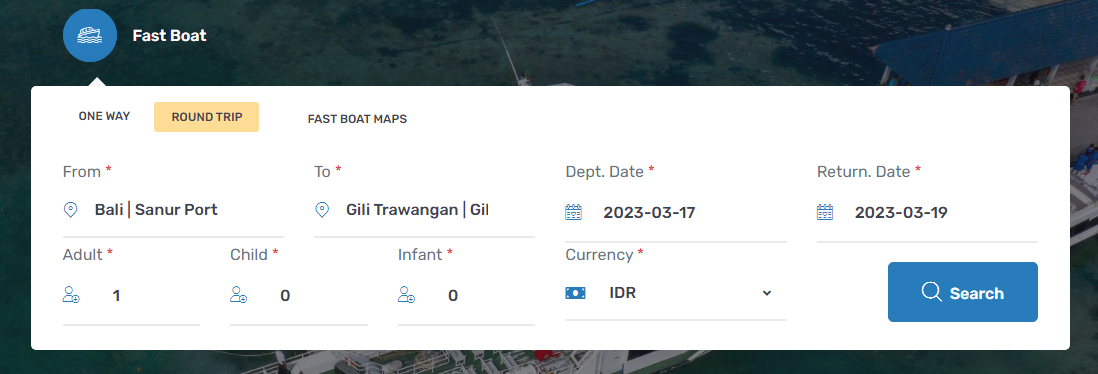 Fast Boat
ONE WAY ROUND TRIP FAST BOAT MAPS
From * To * Dept. Date * Return. Date *
Bali | Sanur Port Gili Trawangan | Gil 2023-03-17 2023-03-19
Adult * Child * Infant * Currency *
1 0 0 IDR Search